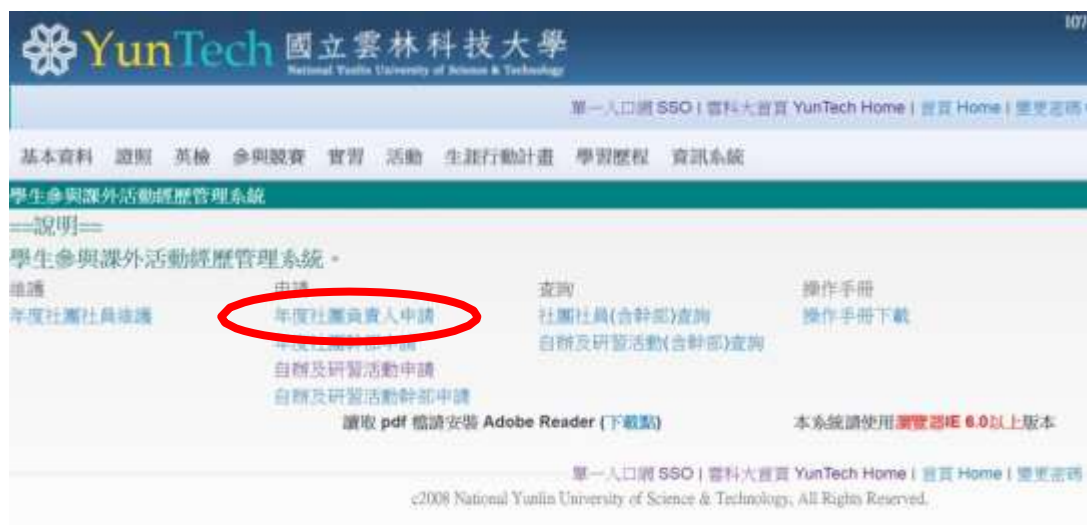 107
YunTech 國立雲林科技大學
National Yunlin University of Science & Technology
單一入口網 SSO | 雲科大首頁 YunTech Home | 首頁 Home | 變更密碼
基本資料 證照 英檢 參與競賽 實習 活動 生涯行動計畫 學習歷程 資訊系統
學生參與課外活動經歷管理系統
==說明==
學生參與課外活動經歷管理系統。
維護 申請 查詢 操作手冊
年度社團社員維護 年度社團負責人申請 社團社員(含幹部)查詢 操作手冊下載
年度社團幹部申請 自辦及研習活動(含幹部)查詢
自辦及研習活動申請
自辦及研習活動幹部申請
讀取 pdf 檔請安裝 Adobe Reader (下載點) 本系統請使用瀏覽器IE 6.0以上版本
單一入口網 SSO | 雲科大首頁 YunTech Home | 首頁 Home | 變更密碼
c2008 National Yunlin University of Science & Technology, All Rights Reserved.